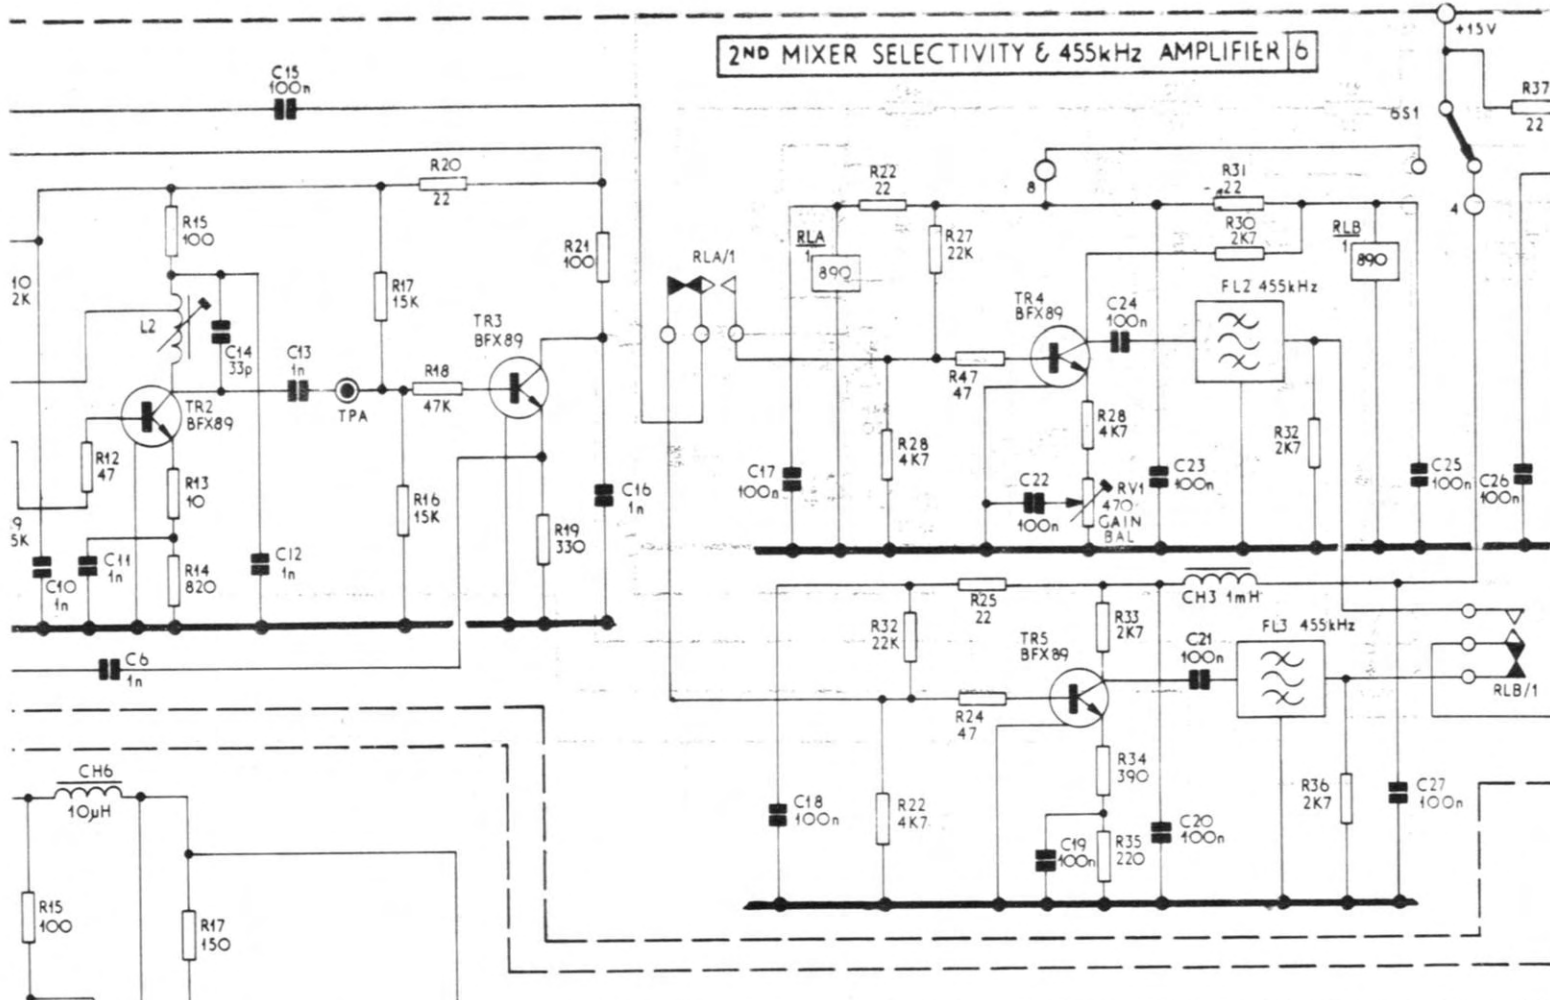 2ND MIXER SELECTIVITY & 455kHz AMPLIFIER 6
+15V
C15
100n
6S1
R37
22
R20
22
R22
22
8
R31
22
4
R15
100
R21
100
RLA
1
890
R27
22K
R30
2K7
RLB
1
890
RLA/1
10
2K
R17
15K
L2
C14
33p
TR3
BFX89
TR4
BFX89
C24
100n
FL2 455kHz
C13
1n
TPA
R18
47K
R47
47
TR2
BFX89
R12
47
R13
10
R28
4K7
R28
4K7
R32
2K7
C17
100n
C22
100n
RV1
470
GAIN
BAL
C23
100n
C25
100n
C26
100n
R16
15K
C16
1n
9
5K
R19
330
C10
1n
C11
1n
R14
820
C12
1n
R25
22
R32
22K
R33
2K7
CH3 1mH
TR5
BFX89
C21
100n
FL3 455kHz
C6
1n
RLB/1
R24
47
R34
390
CH6
10µH
C18
100n
R22
4K7
C19
100n
R35
220
C20
100n
R36
2K7
C27
100n
R15
100
R17
150